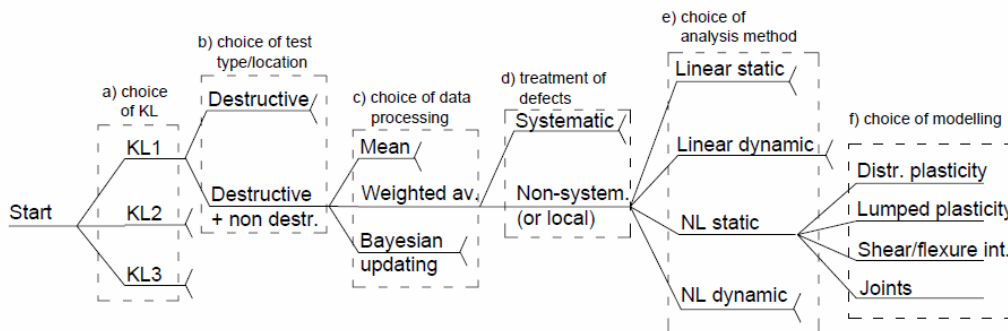 Start
a) choice
of KL
KL1
KL2
KL3
b) choice of test
type/location
Destructive
Destructive
+ non destr.
c) choice of data
processing
Mean
Weighted av.
Bayesian
updating
d) treatment of
defects
Systematic
Non-system.
(or local)
e) choice of
analysis method
Linear static
Linear dynamic
NL static
NL dynamic
f) choice of modelling
Distr. plasticity
Lumped plasticity
Shear/flexure int.
Joints